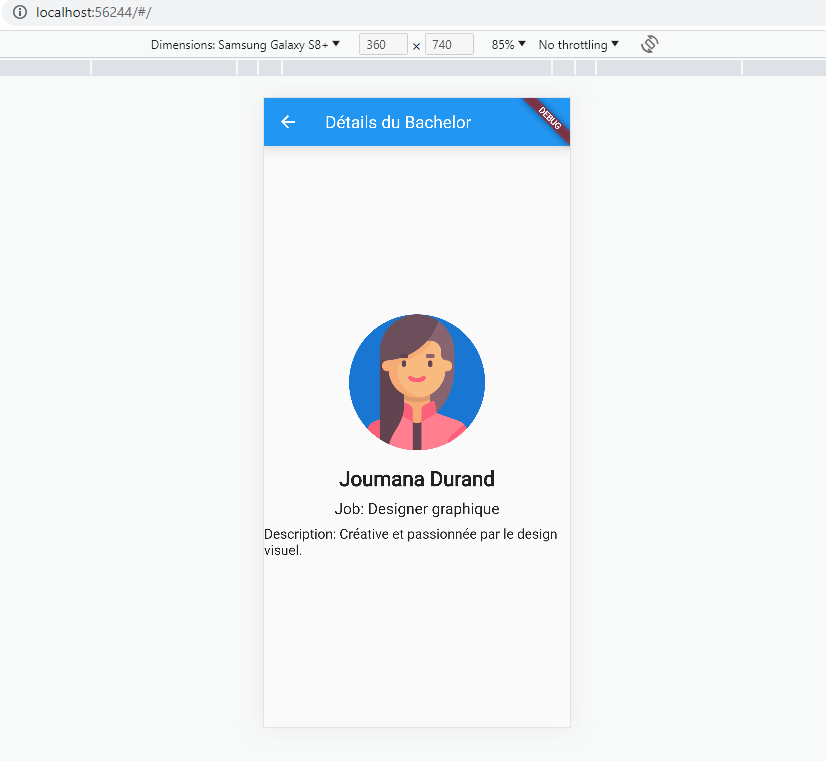 localhost:56244/#/
Dimensions: Samsung Galaxy S8+ 360 × 740 85% No throttling
Détails du Bachelor
DEBUG
Joumana Durand
Job: Designer graphique
Description: Créative et passionnée par le design
visuel.